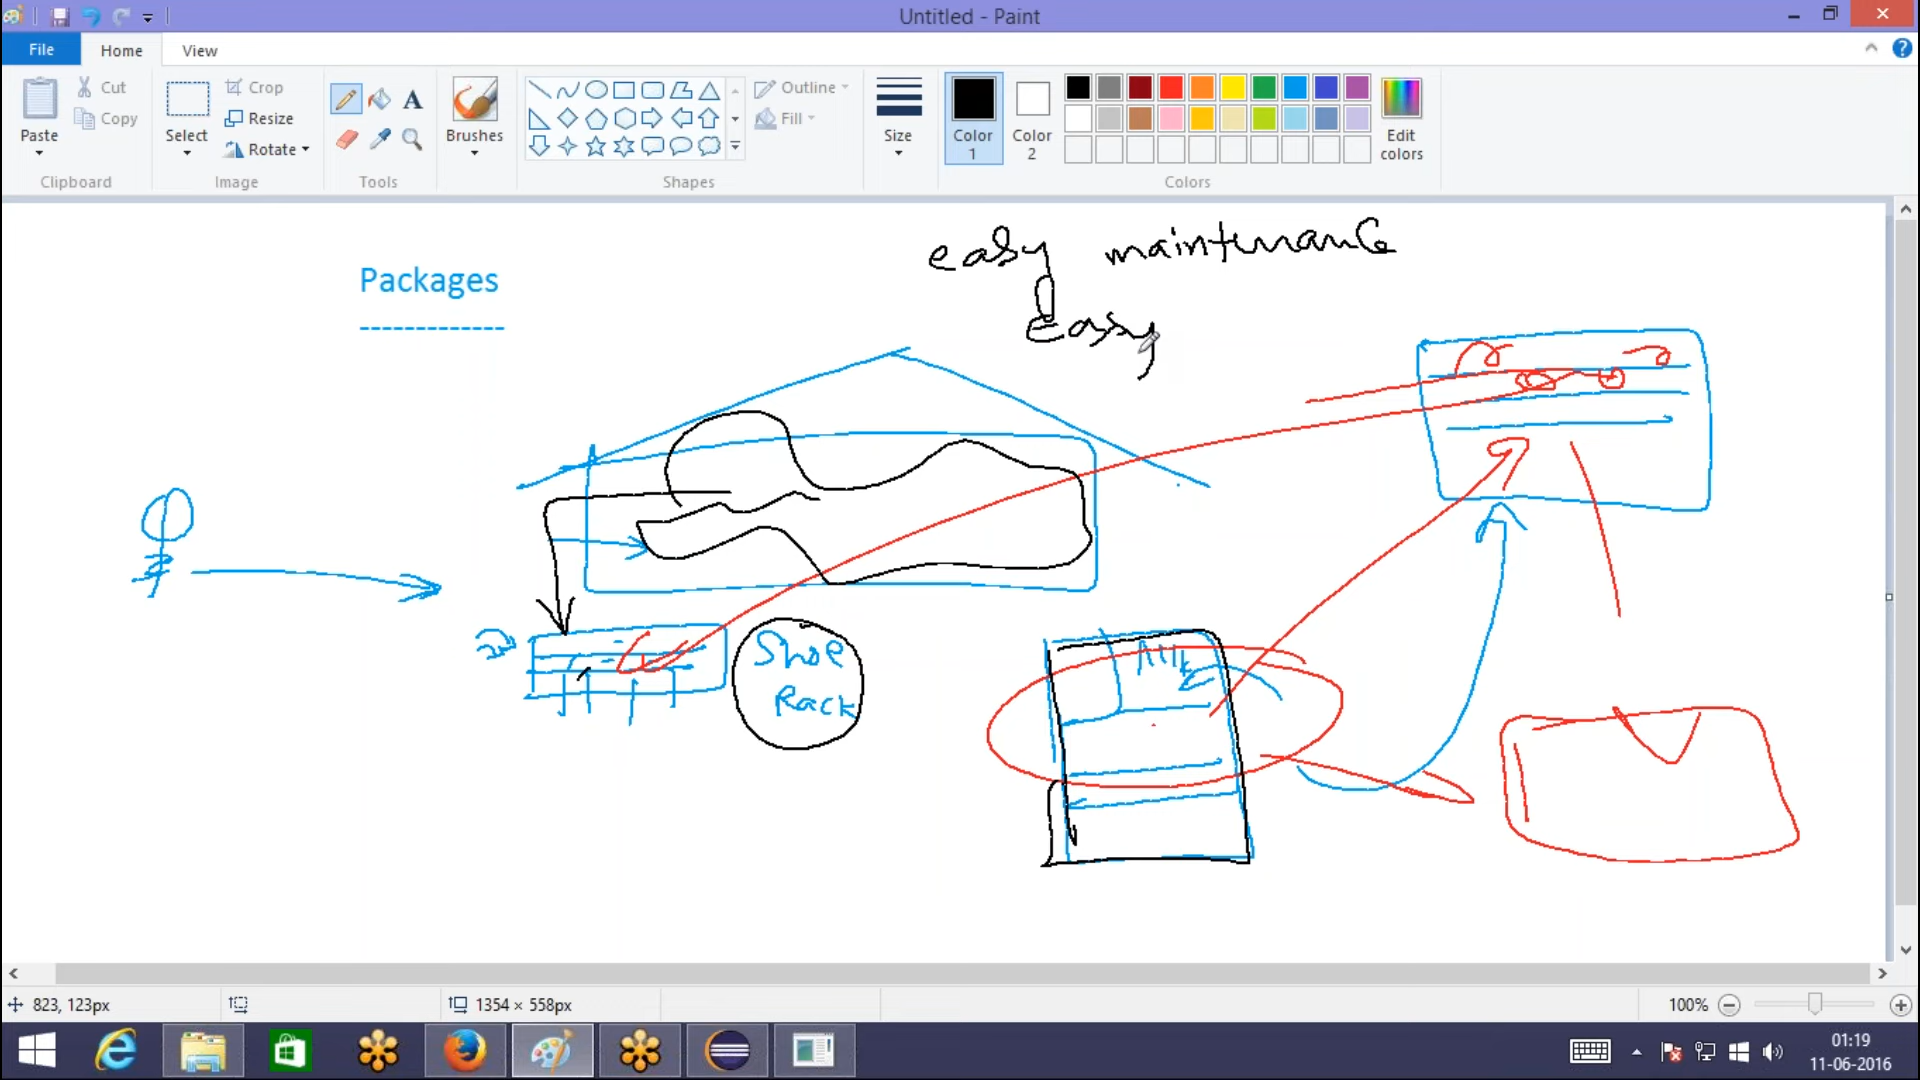 Untitled - Paint
File
Home
View
Paste
Cut
Copy
Clipboard
Select
Crop
Resize
Rotate
Image
A
Tools
Brushes
Shapes
Outline
Fill
Size
Color 1
Color 2
Edit colors
Colors
easy maintenance
Packages
-------------
Easy
Shoe
Rack
823, 123px
1354 × 558px
100%
01:19
11-06-2016